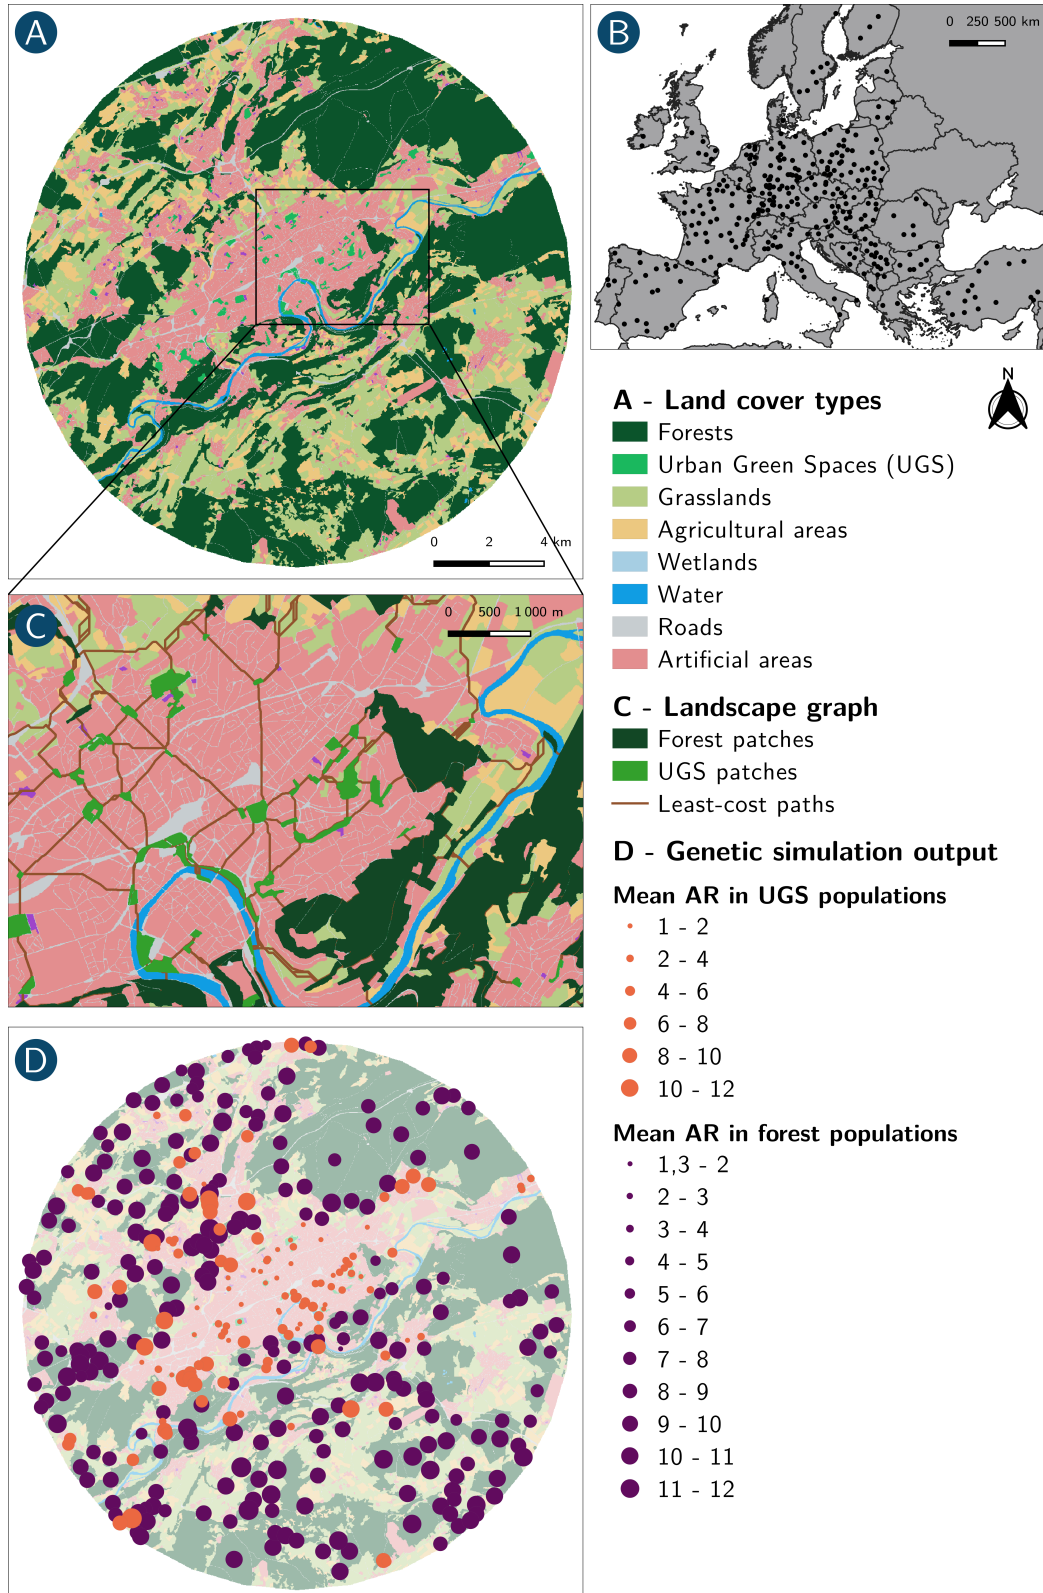 A
0 2 4 km
B
0 250 500 km
N
A - Land cover types
Forests
Urban Green Spaces (UGS)
Grasslands
Agricultural areas
Wetlands
Water
Roads
Artificial areas
C
0 500 1 000 m
C - Landscape graph
Forest patches
UGS patches
Least-cost paths
D
D - Genetic simulation output
Mean AR in UGS populations
1 - 2
2 - 4
4 - 6
6 - 8
8 - 10
10 - 12
Mean AR in forest populations
1,3 - 2
2 - 3
3 - 4
4 - 5
5 - 6
6 - 7
7 - 8
8 - 9
9 - 10
10 - 11
11 - 12